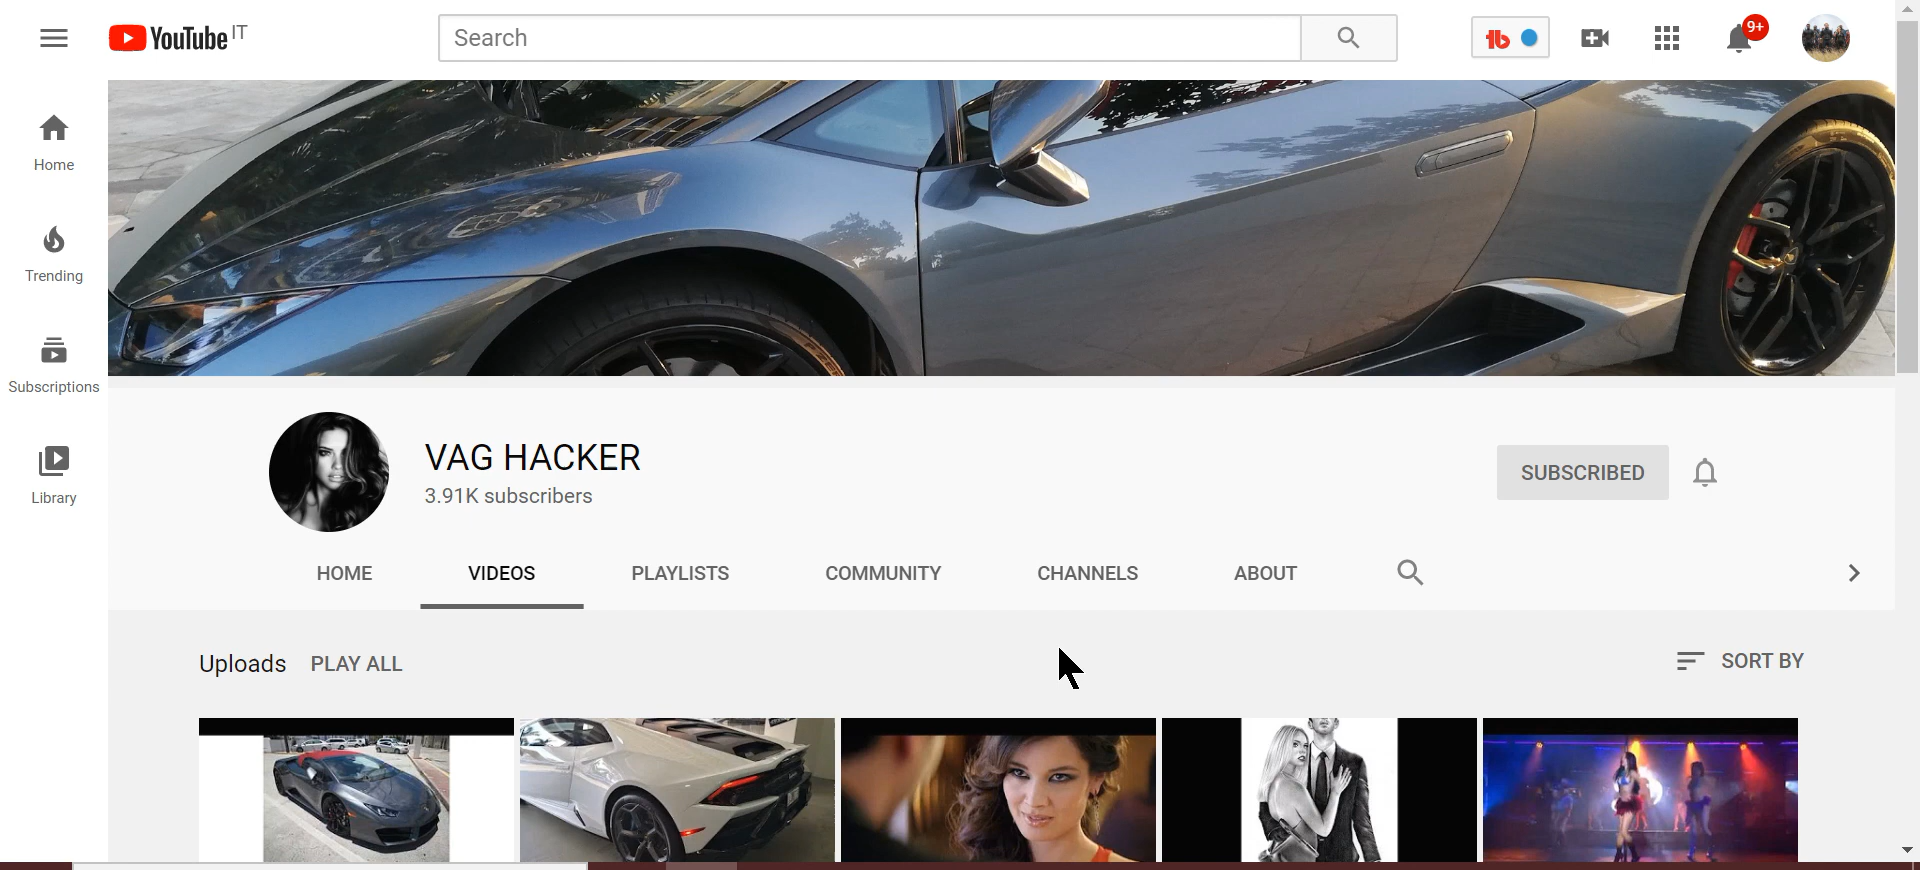 YouTube IT
Search
9+
Home
Trending
Subscriptions
Library
VAG HACKER
3.91K subscribers
SUBSCRIBED
HOME VIDEOS PLAYLISTS COMMUNITY CHANNELS ABOUT
Uploads PLAY ALL SORT BY